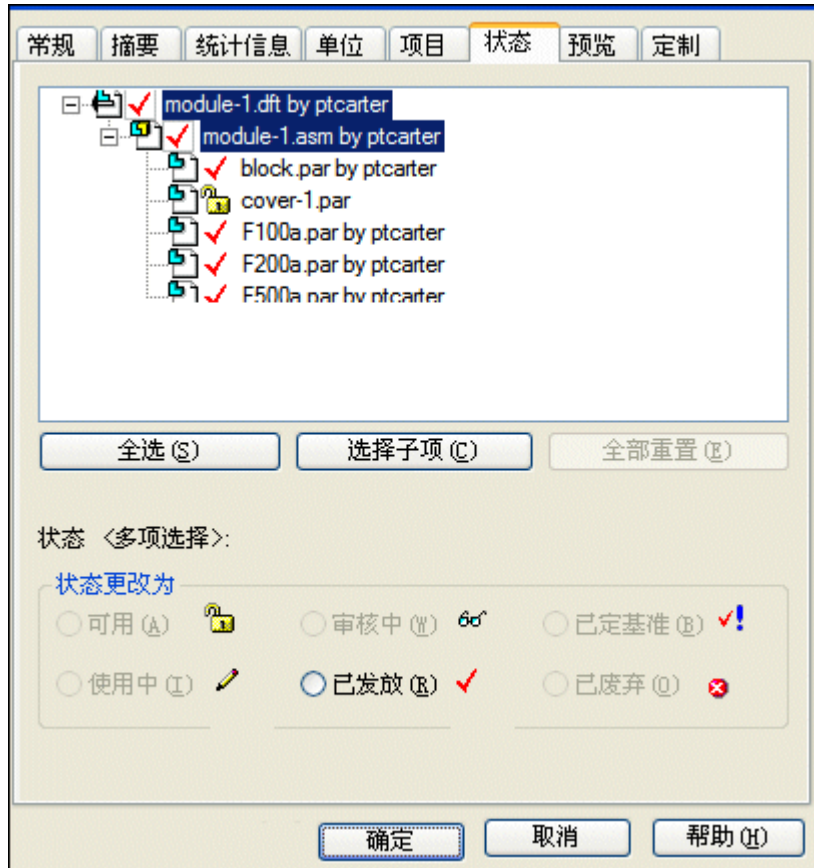 常规 摘要 统计信息 单位 项目 状态 预览 定制
module-1.dft by ptcarter
module-1.asm by ptcarter
block.par by ptcarter
cover-1.par
F100a.par by ptcarter
F200a.par by ptcarter
F500a.par by ptcarter
全选(S) 选择子项(C) 全部重置(E)
状态 <多项选择>:
状态更改为
可用(A) 审核中(W) 已定基准(B)
使用中(I) 已发放(R) 已废弃(O)
确定 取消 帮助(H)